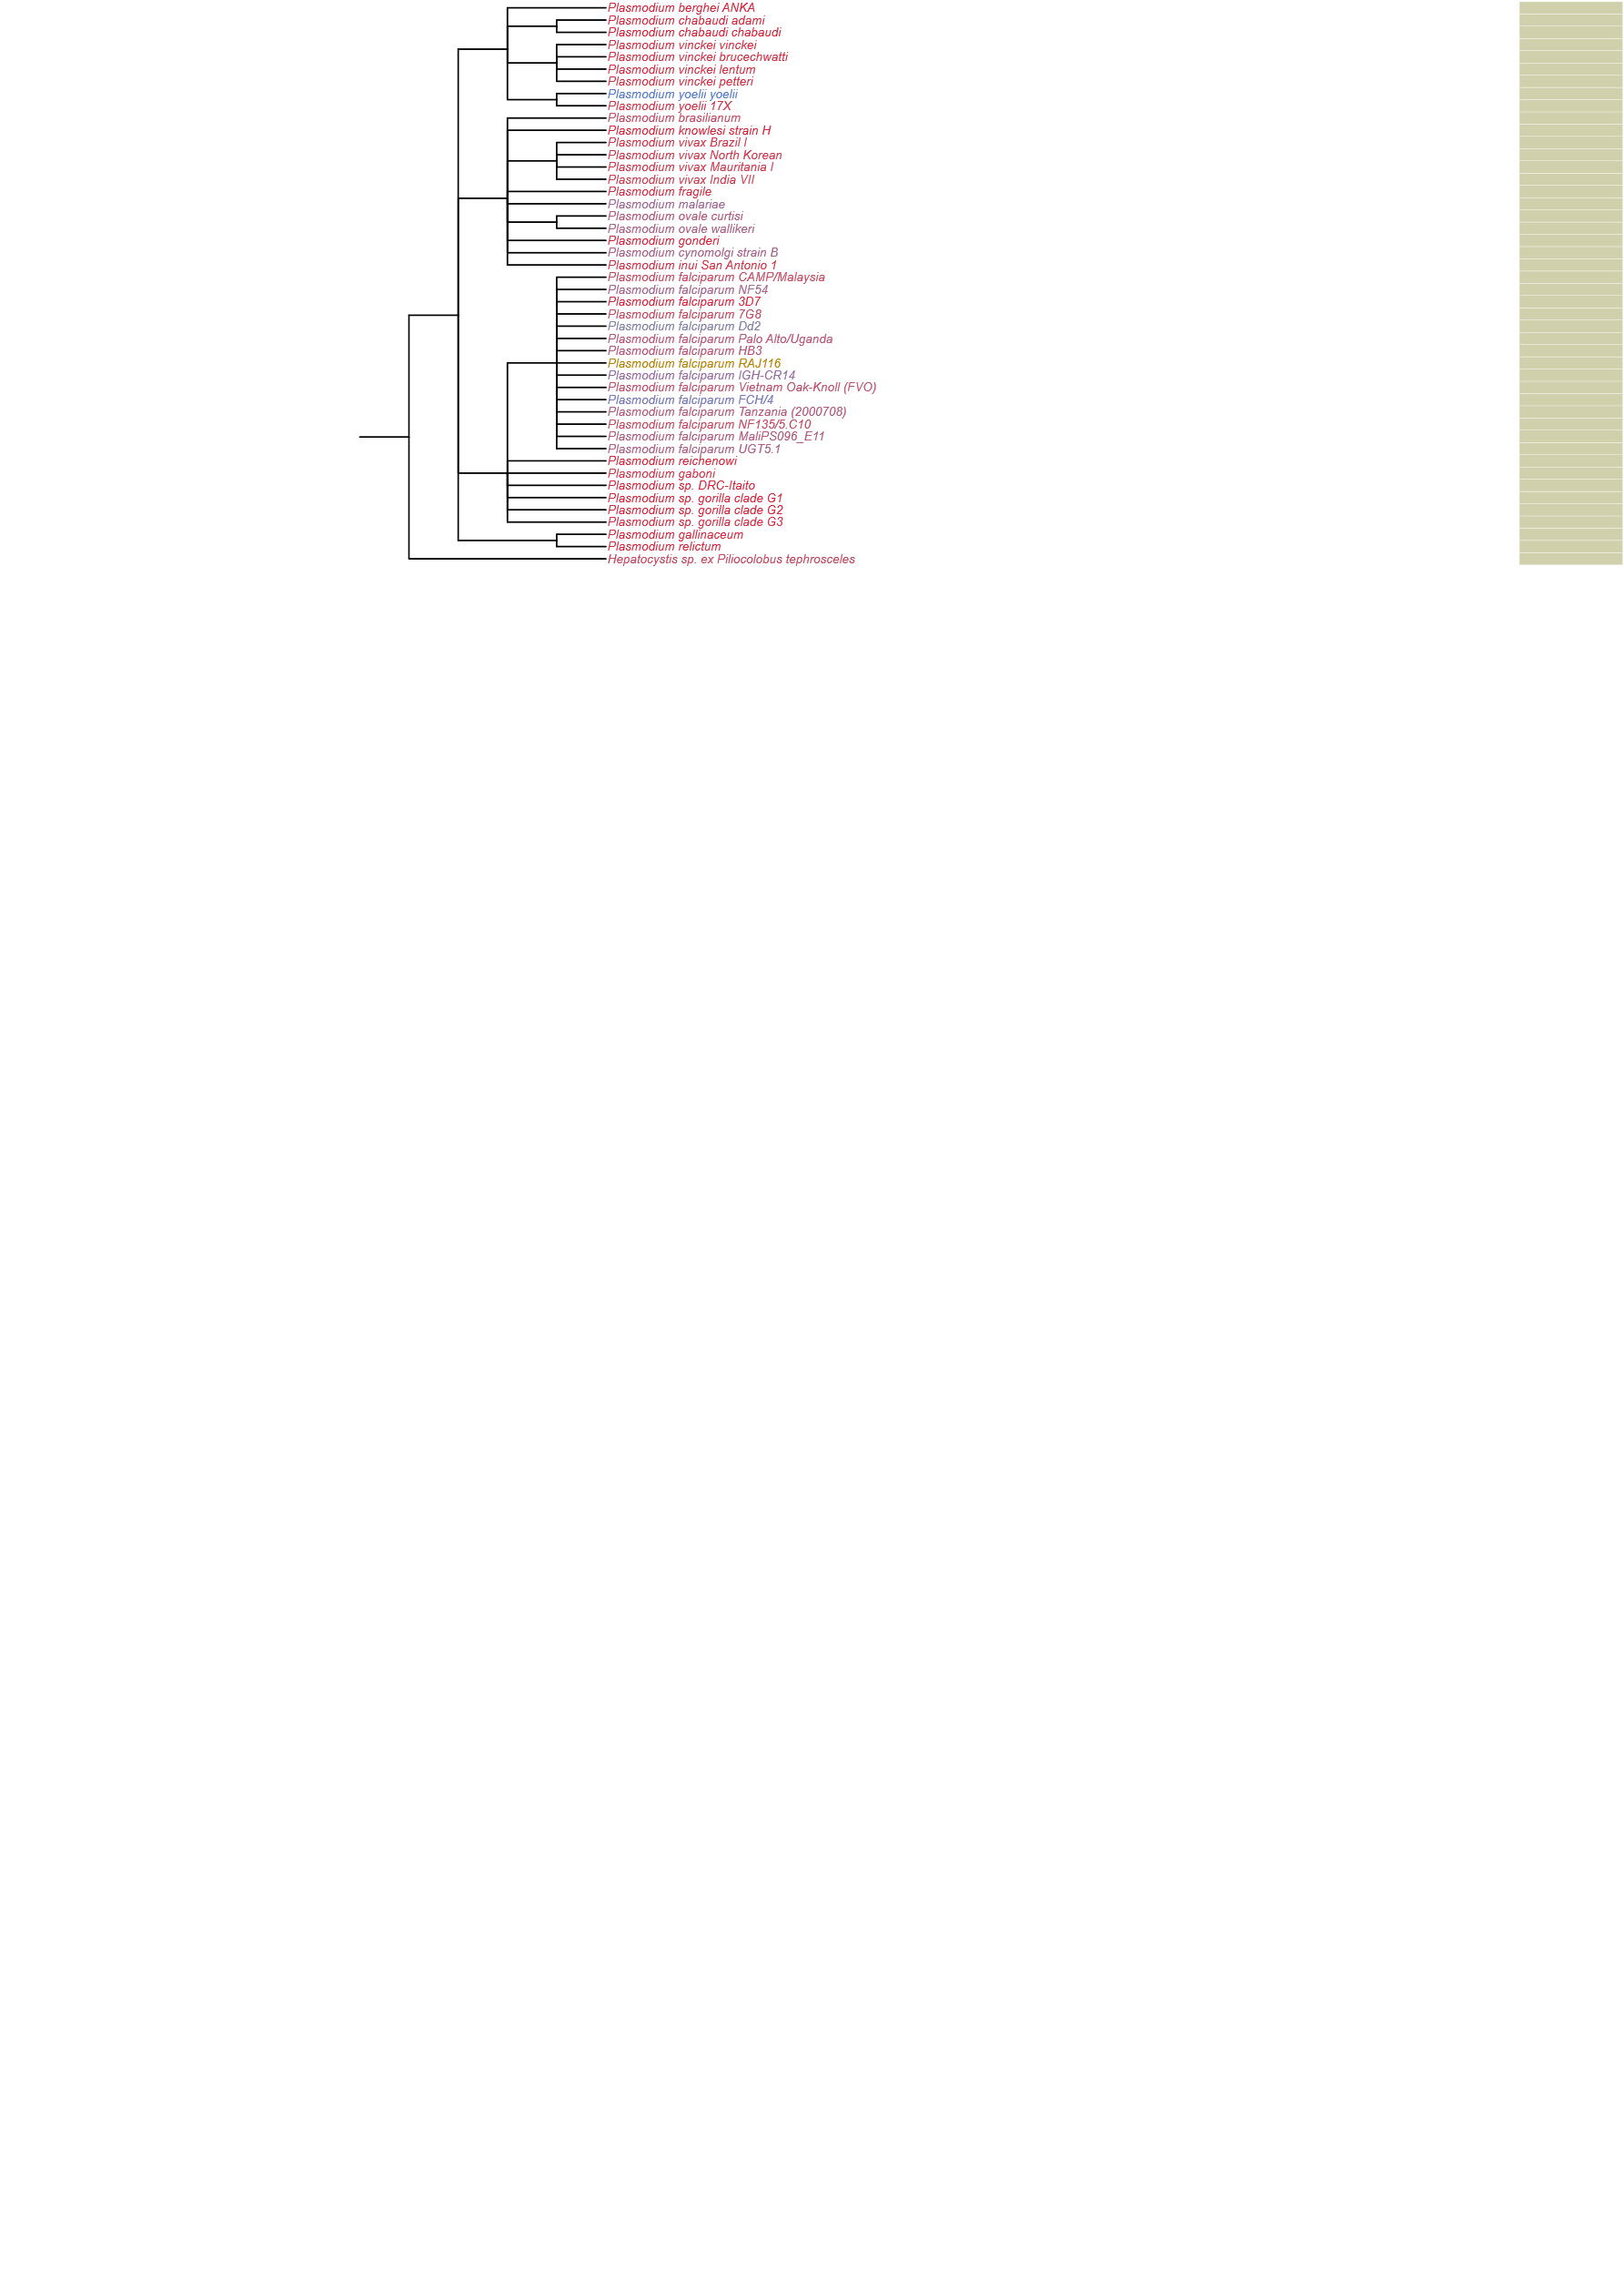 Plasmodium berghei ANKA
Plasmodium chabaudi adami
Plasmodium chabaudi chabaudi
Plasmodium vinckei vinckei
Plasmodium vinckei brucechwatti
Plasmodium vinckei lentum
Plasmodium vinckei petteri
Plasmodium yoelii yoelii
Plasmodium yoelii 17X
Plasmodium brasilianum
Plasmodium knowlesi strain H
Plasmodium vivax Brazil I
Plasmodium vivax North Korean
Plasmodium vivax Mauritania I
Plasmodium vivax India VII
Plasmodium fragile
Plasmodium malariae
Plasmodium ovale curtisi
Plasmodium ovale wallikeri
Plasmodium gonderi
Plasmodium cynomolgi strain B
Plasmodium inui San Antonio 1
Plasmodium falciparum CAMP/Malaysia
Plasmodium falciparum NF54
Plasmodium falciparum 3D7
Plasmodium falciparum 7G8
Plasmodium falciparum Dd2
Plasmodium falciparum Palo Alto/Uganda
Plasmodium falciparum HB3
Plasmodium falciparum RAJ116
Plasmodium falciparum IGH-CR14
Plasmodium falciparum Vietnam Oak-Knoll (FVO)
Plasmodium falciparum FCH/4
Plasmodium falciparum Tanzania (2000708)
Plasmodium falciparum NF135/5.C10
Plasmodium falciparum MaliPS096_E11
Plasmodium falciparum UGT5.1
Plasmodium reichenowi
Plasmodium gaboni
Plasmodium sp. DRC-Itaito
Plasmodium sp. gorilla clade G1
Plasmodium sp. gorilla clade G2
Plasmodium sp. gorilla clade G3
Plasmodium gallinaceum
Plasmodium relictum
Hepatocystis sp. ex Piliocolobus tephrosceles